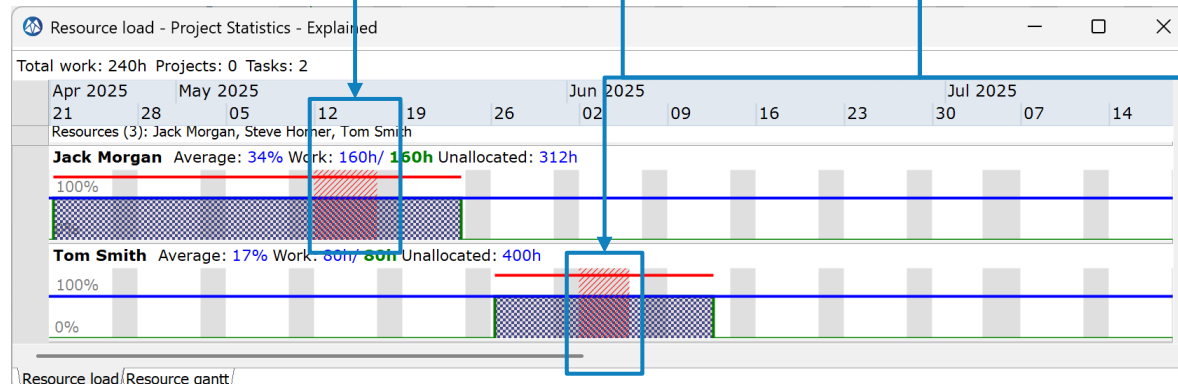 Resource load - Project Statistics - Explained
Total work: 240h Projects: 0 Tasks: 2
Apr 2025 May 2025 Jun 2025 Jul 2025
21 28 05 12 19 26 02 09 16 23 30 07 14
Resources (3): Jack Morgan, Steve Horner, Tom Smith
Jack Morgan Average: 34% Work: 160h/ 160h Unallocated: 312h
100%
0%
Tom Smith Average: 17% Work: 80h/ 80h Unallocated: 400h
100%
0%
Resource load Resource gantt